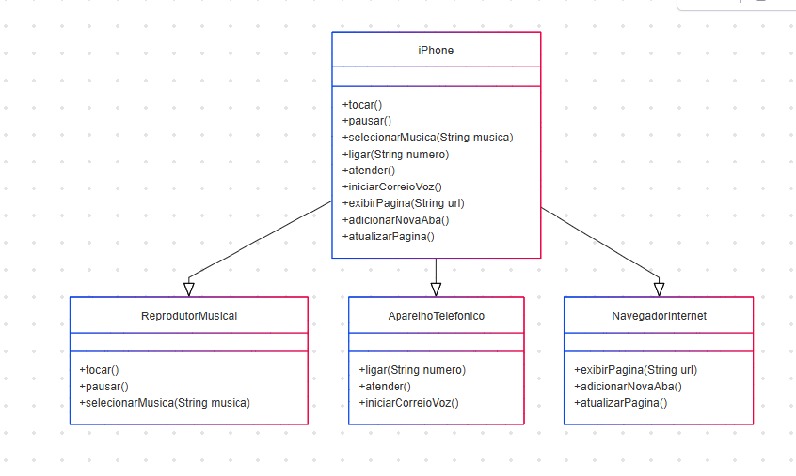 iPhone
+tocar()
+pausar()
+selecionarMusica(String musica)
+ligar(String numero)
+atender()
+iniciarCorreioVoz()
+exibirPagina(String url)
+adicionarNovaAba()
+atualizarPagina()
ReprodutorMusical
+tocar()
+pausar()
+selecionarMusica(String musica)
AparelhoTelefonico
+ligar(String numero)
+atender()
+iniciarCorreioVoz()
NavegadorInternet
+exibirPagina(String url)
+adicionarNovaAba()
+atualizarPagina()